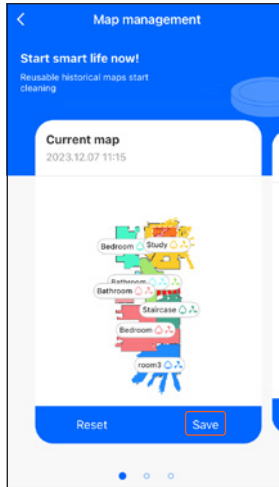 Map management
Start smart life now!
Reusable historical maps start
cleaning
Current map
2023.12.07 11:15
Bedroom
Study
Bathroom
Bathroom
Staircase
Bedroom
room3
Reset
Save